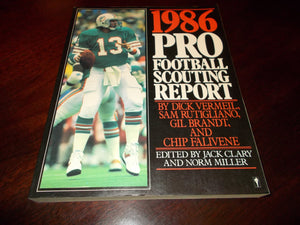 1986
PRO
FOOTBALL
SCOUTING
REPORT
BY DICK VERMEIL,
SAM RUTIGLIANO,
GIL BRANDT,
AND
CHIP FALIVENE
EDITED BY JACK CLARY
AND NORM MILLER
13